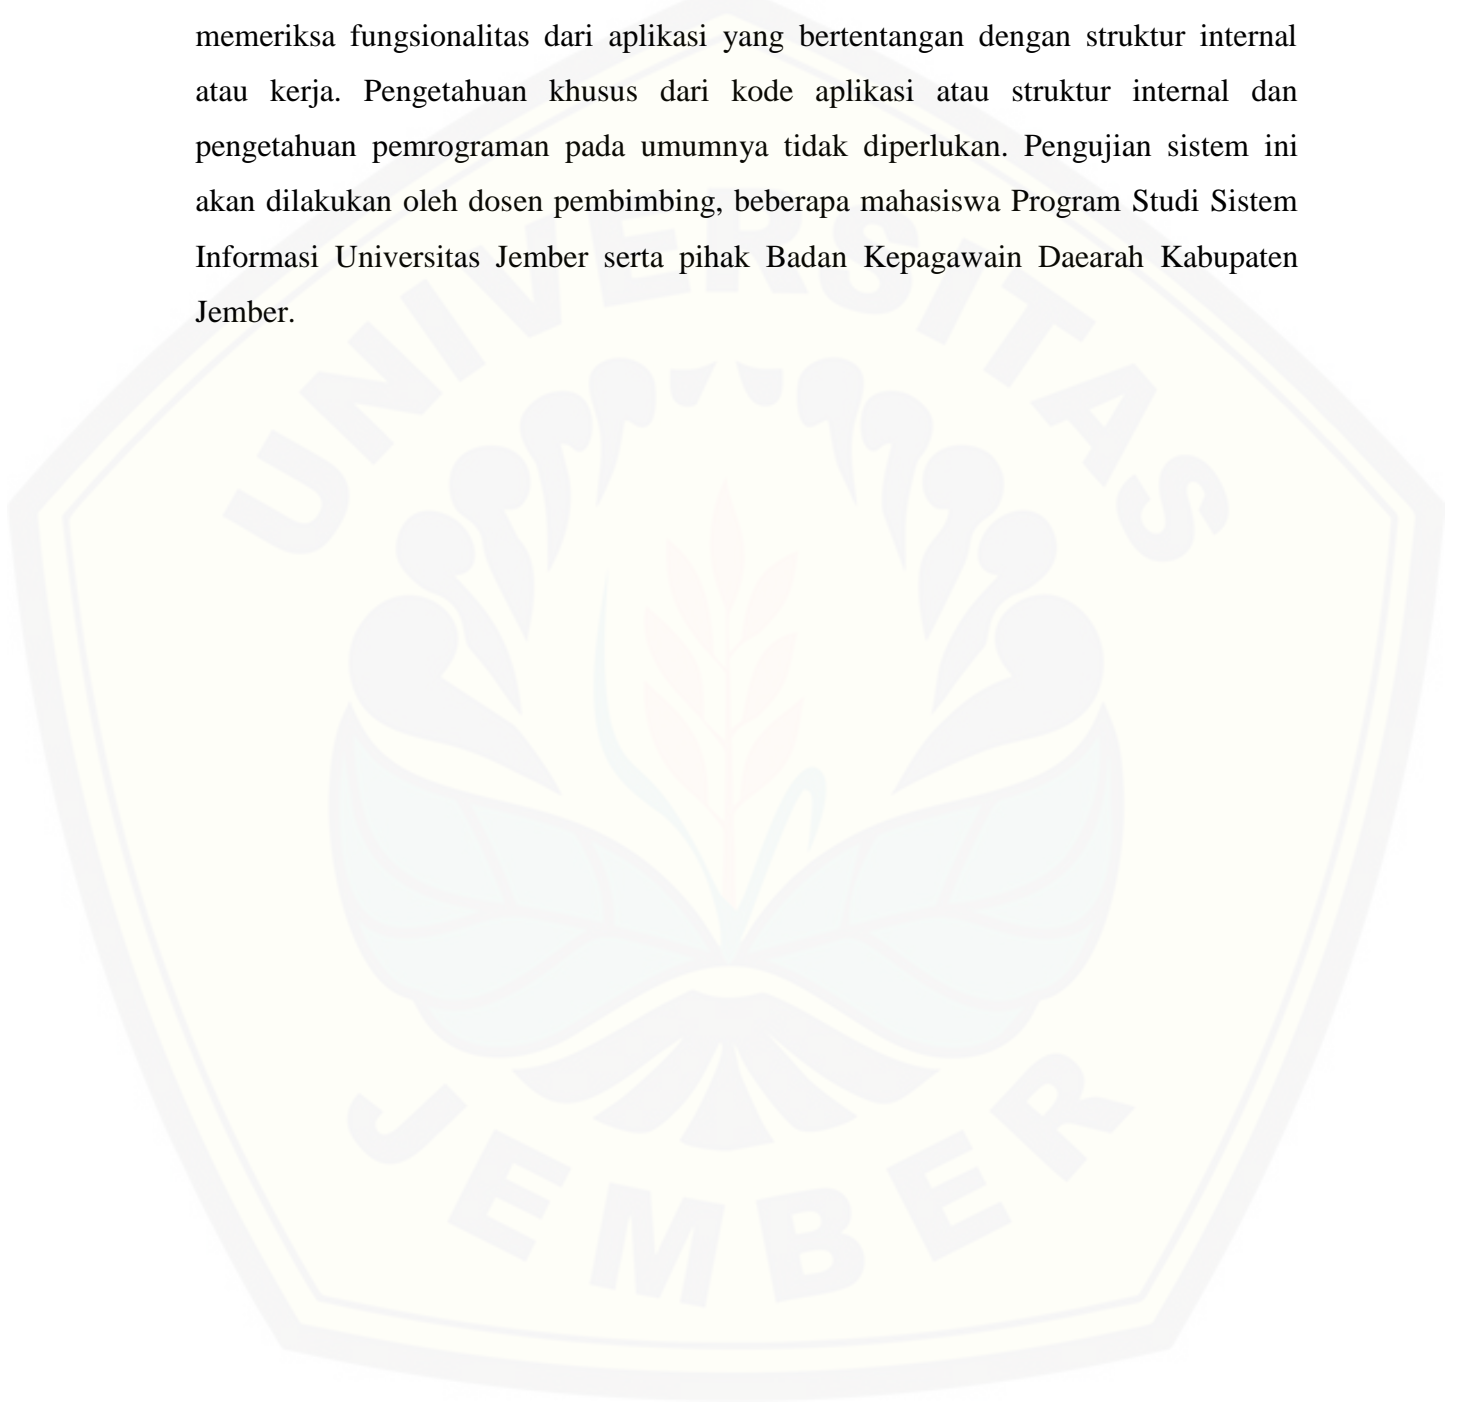 memeriksa fungsionalitas dari aplikasi yang bertentangan dengan struktur internal
atau kerja. Pengetahuan khusus dari kode aplikasi atau struktur internal dan
pengetahuan pemrograman pada umumnya tidak diperlukan. Pengujian sistem ini
akan dilakukan oleh dosen pembimbing, beberapa mahasiswa Program Studi Sistem
Informasi Universitas Jember serta pihak Badan Kepagawain Daearah Kabupaten
Jember.
UNIVERSITAS
JEMBER